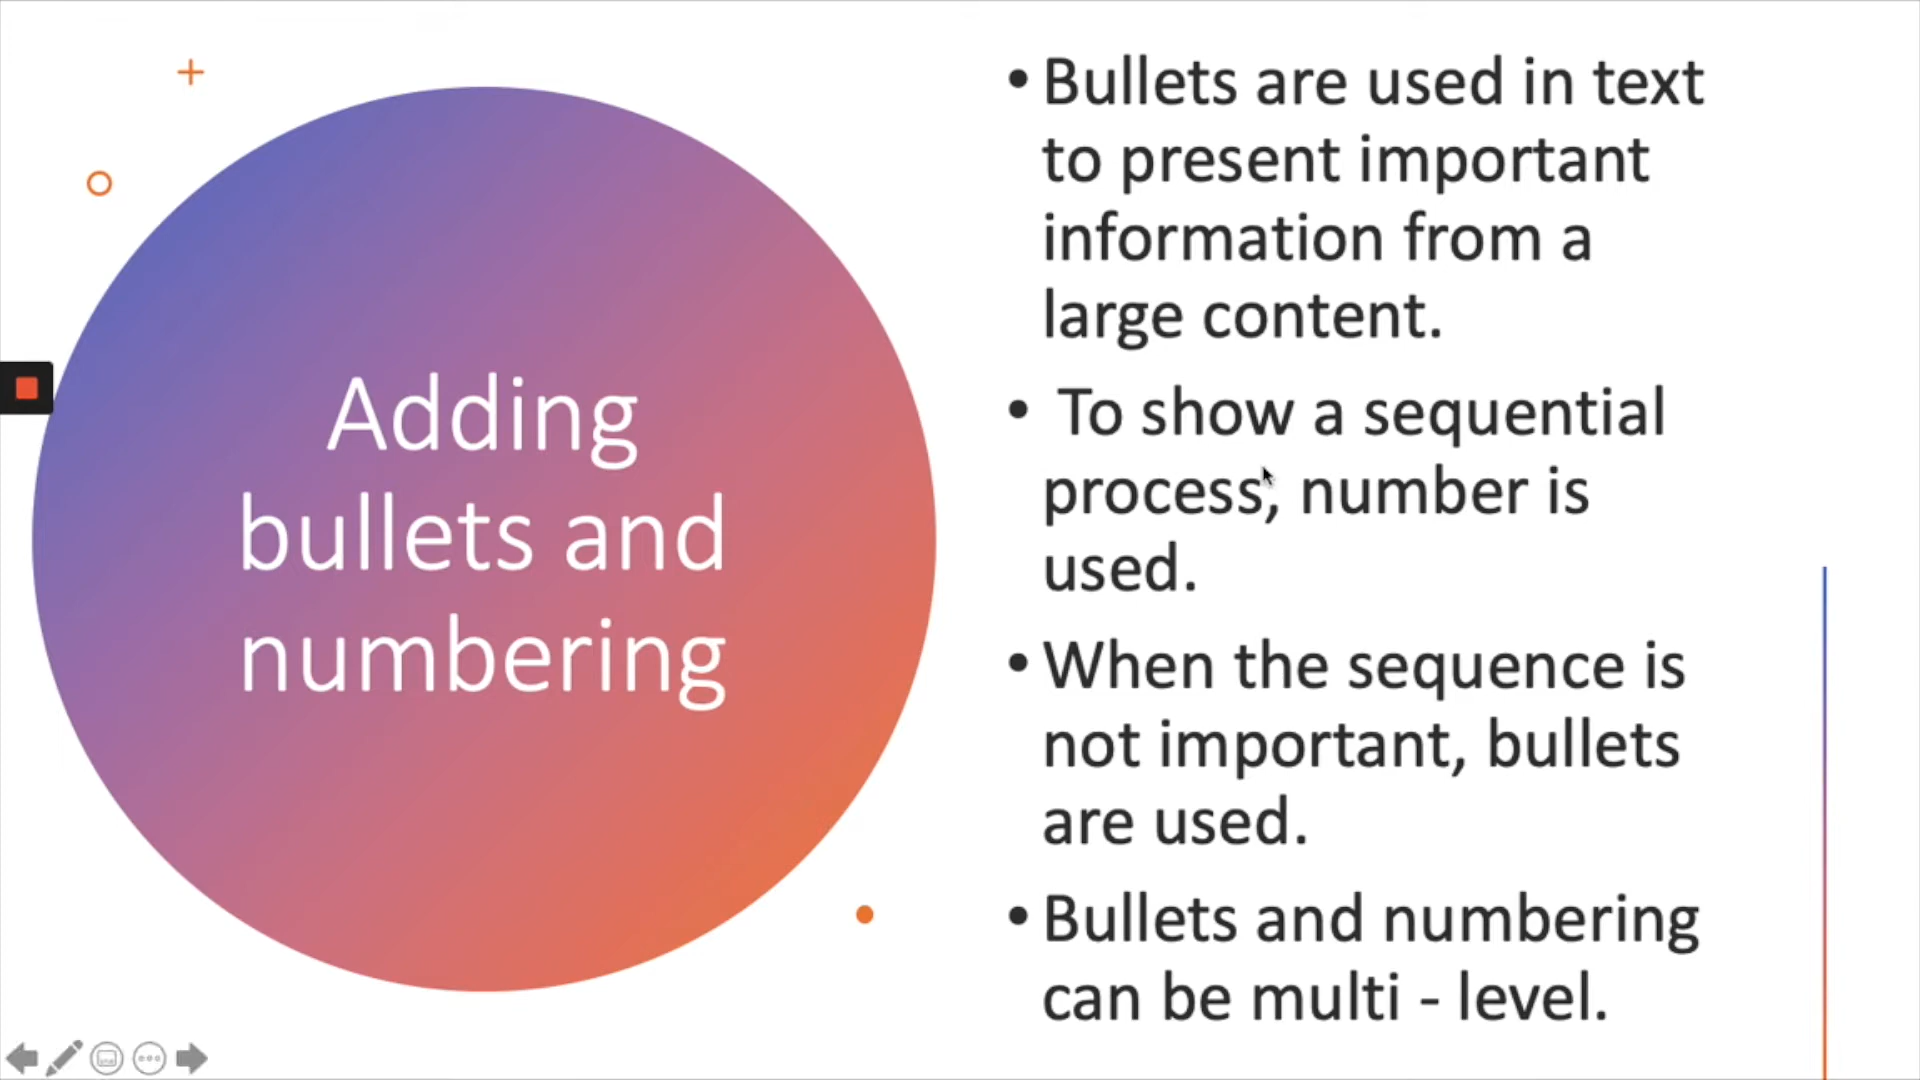 Adding
bullets and
numbering
• Bullets are used in text
to present important
information from a
large content.
• To show a sequential
process, number is
used.
• When the sequence is
not important, bullets
are used.
• Bullets and numbering
can be multi - level.